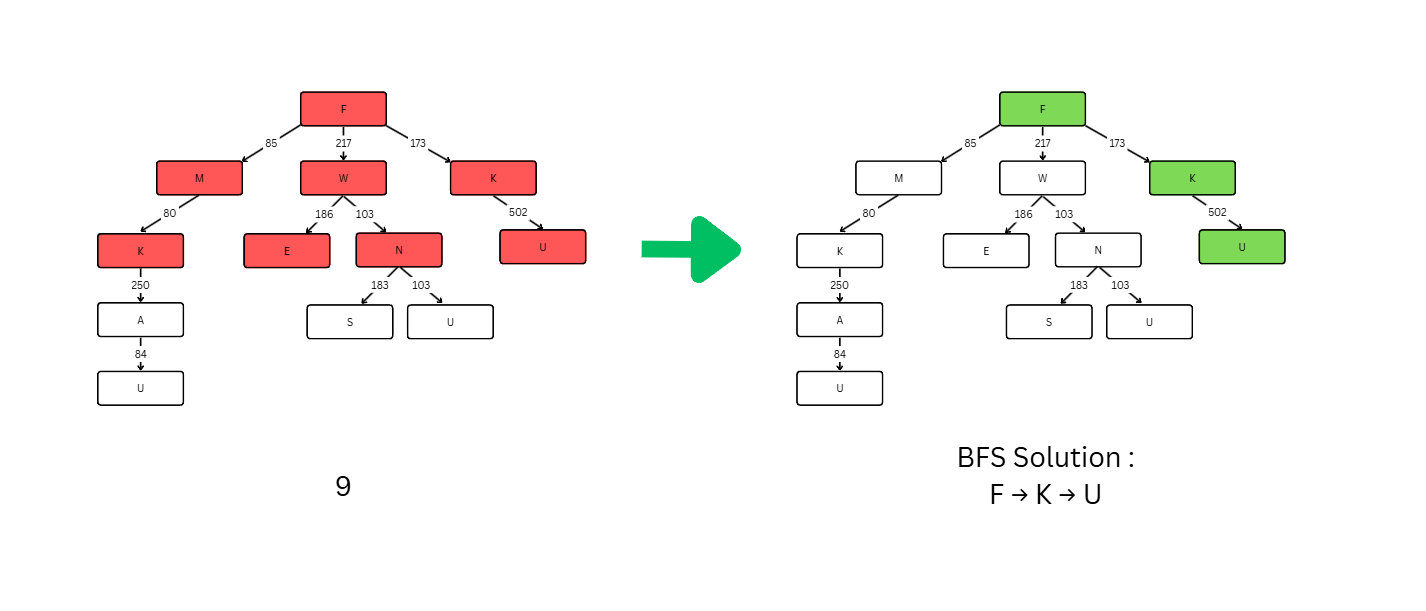 F
85 217 173
M W K
80 186 103 502
K E N U
250 183 103
A S U
84
U
9
F
85 217 173
M W K
80 186 103 502
K E N U
250 183 103
A S U
84
U
BFS Solution :
F → K → U